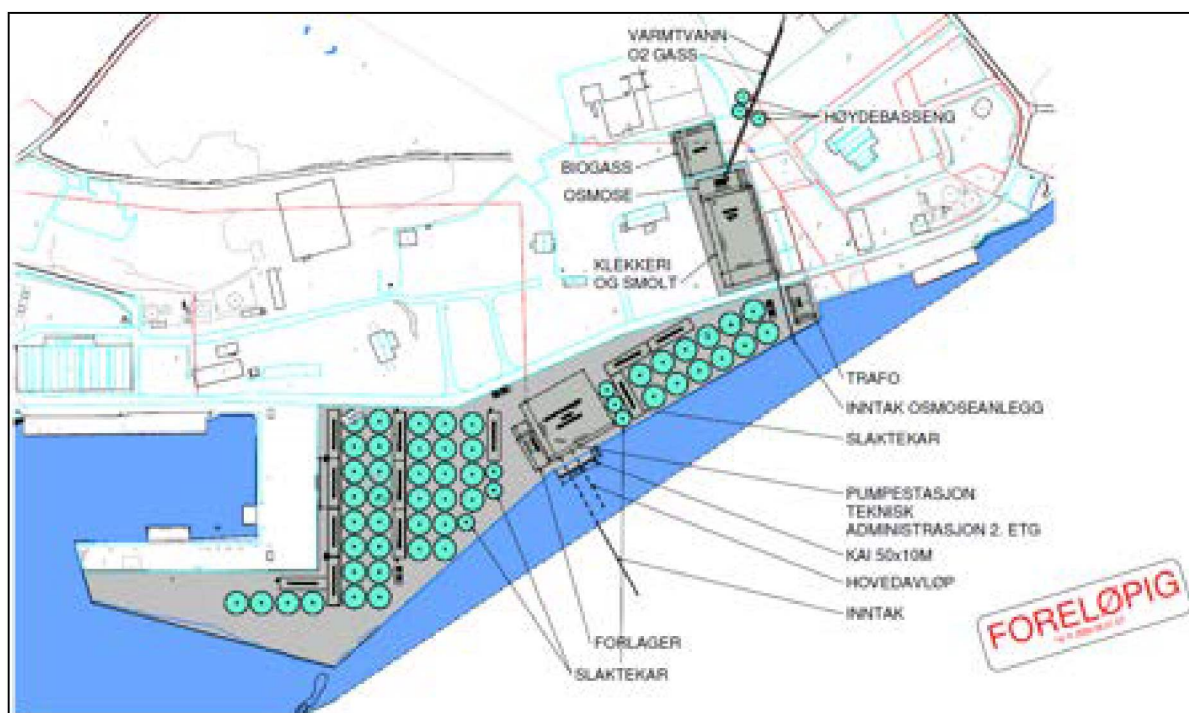 VARMTVANN
O2 GASS
HØYDEBASSENG
BIOGASS
OSMOSE
KLEKKERI
OG SMOLT
TRAFO
INNTAK OSMOSEANLEGG
SLAKTEKAR
PUMPESTASJON
TEKNISK
ADMINISTRASJON 2. ETG
KAI 50x10M
HOVEDAVLØP
INNTAK
FORLAGER
SLAKTEKAR
FORELØPIG